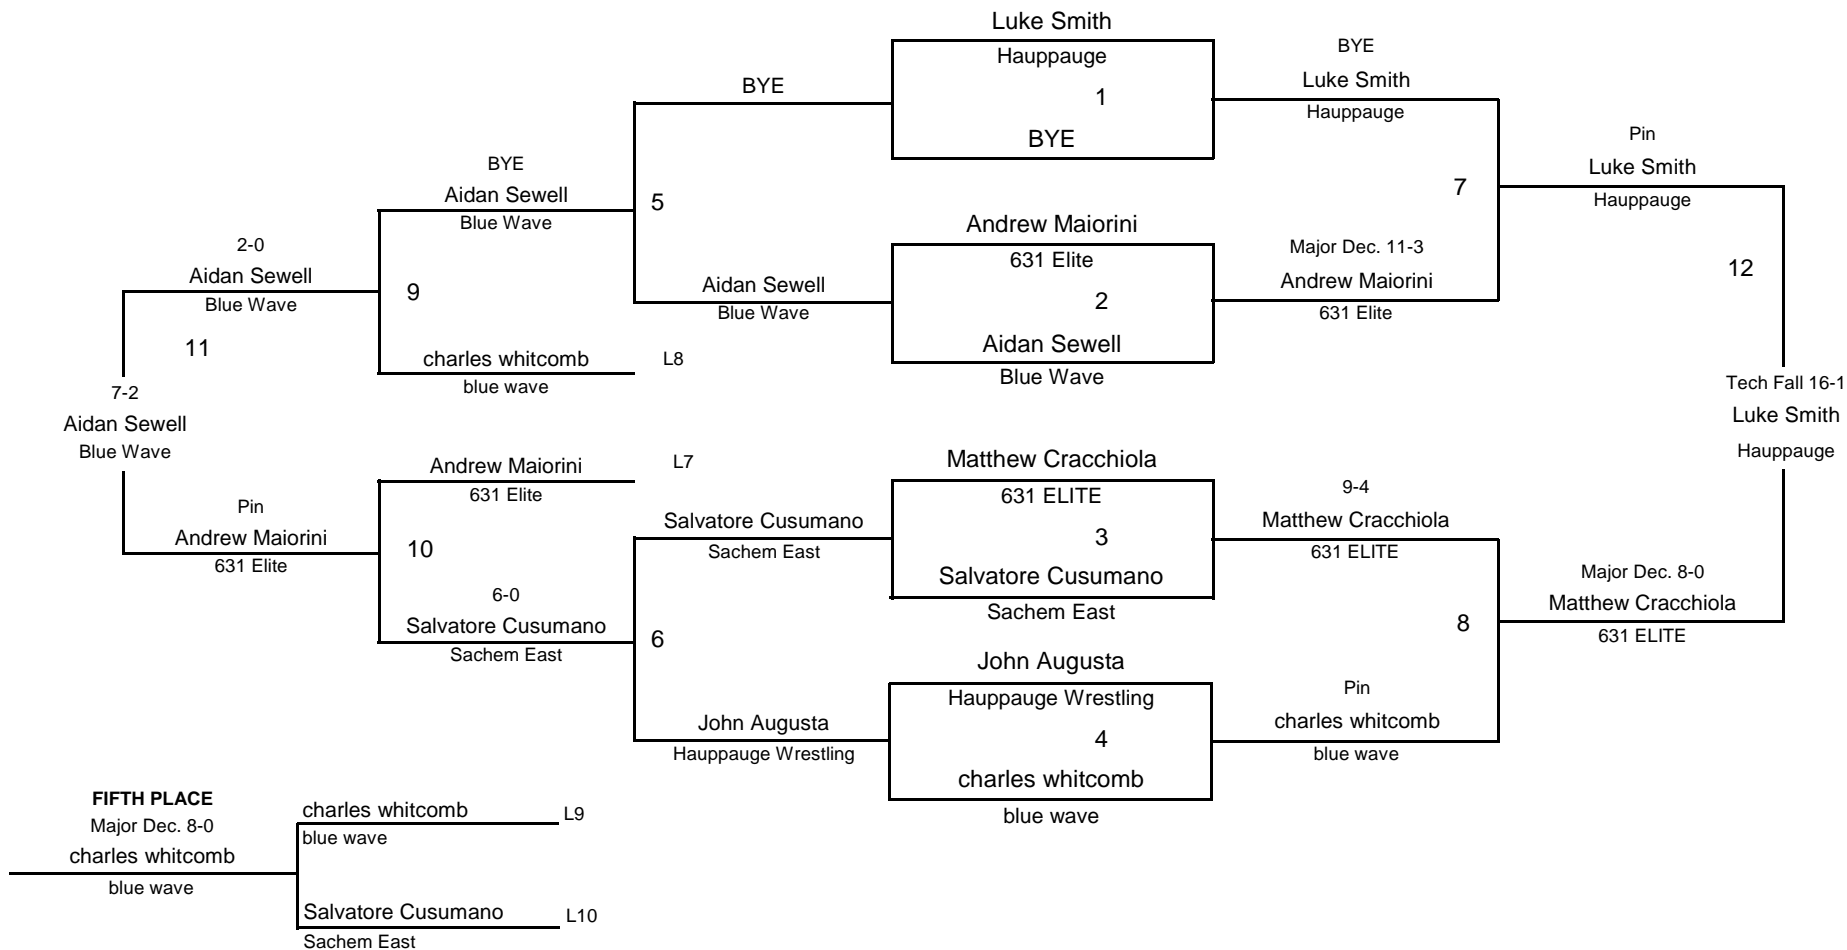 Luke Smith
Hauppauge
1
BYE
BYE
Luke Smith
Hauppauge
BYE
Pin
Luke Smith
Hauppauge
BYE
Aidan Sewell
Blue Wave
5
7
2-0
Aidan Sewell
Blue Wave
9
Andrew Maiorini
631 Elite
2
Aidan Sewell
Blue Wave
Major Dec. 11-3
Andrew Maiorini
631 Elite
12
Aidan Sewell
Blue Wave
11
charles whitcomb
blue wave
L8
7-2
Aidan Sewell
Blue Wave
Tech Fall 16-1
Luke Smith
Hauppauge
Andrew Maiorini
631 Elite
L7
Matthew Cracchiola
631 ELITE
3
Salvatore Cusumano
Sachem East
9-4
Matthew Cracchiola
631 ELITE
Pin
Andrew Maiorini
631 Elite
10
Salvatore Cusumano
Sachem East
6-0
Salvatore Cusumano
Sachem East
6
8
Major Dec. 8-0
Matthew Cracchiola
631 ELITE
John Augusta
Hauppauge Wrestling
4
charles whitcomb
blue wave
John Augusta
Hauppauge Wrestling
Pin
charles whitcomb
blue wave
FIFTH PLACE
Major Dec. 8-0
charles whitcomb
blue wave
charles whitcomb
blue wave
L9
Salvatore Cusumano
Sachem East
L10